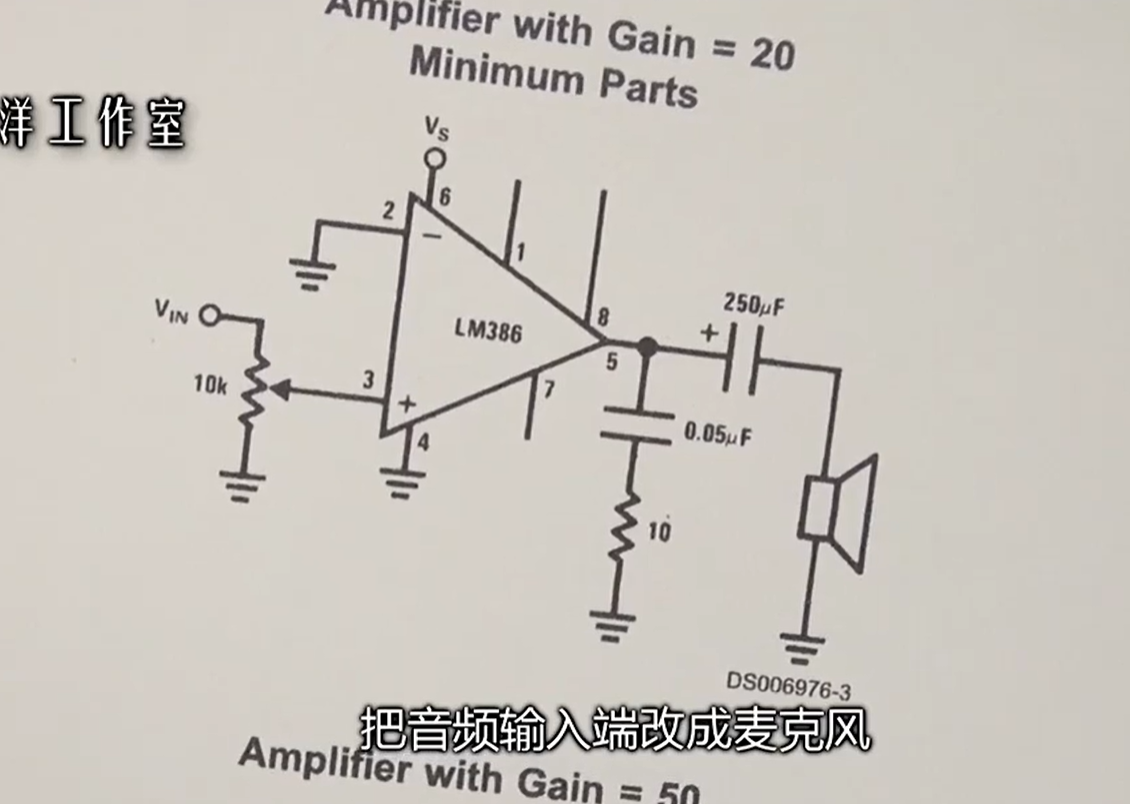 Amplifier with Gain = 20
Minimum Parts
洋工作室
VS
6
2
−
1
VIN
LM386
8
250μF
+
5
10k
3
7
+
4
0.05μF
10
DS006976-3
把音频输入端改成麦克风
Amplifier with Gain = 50